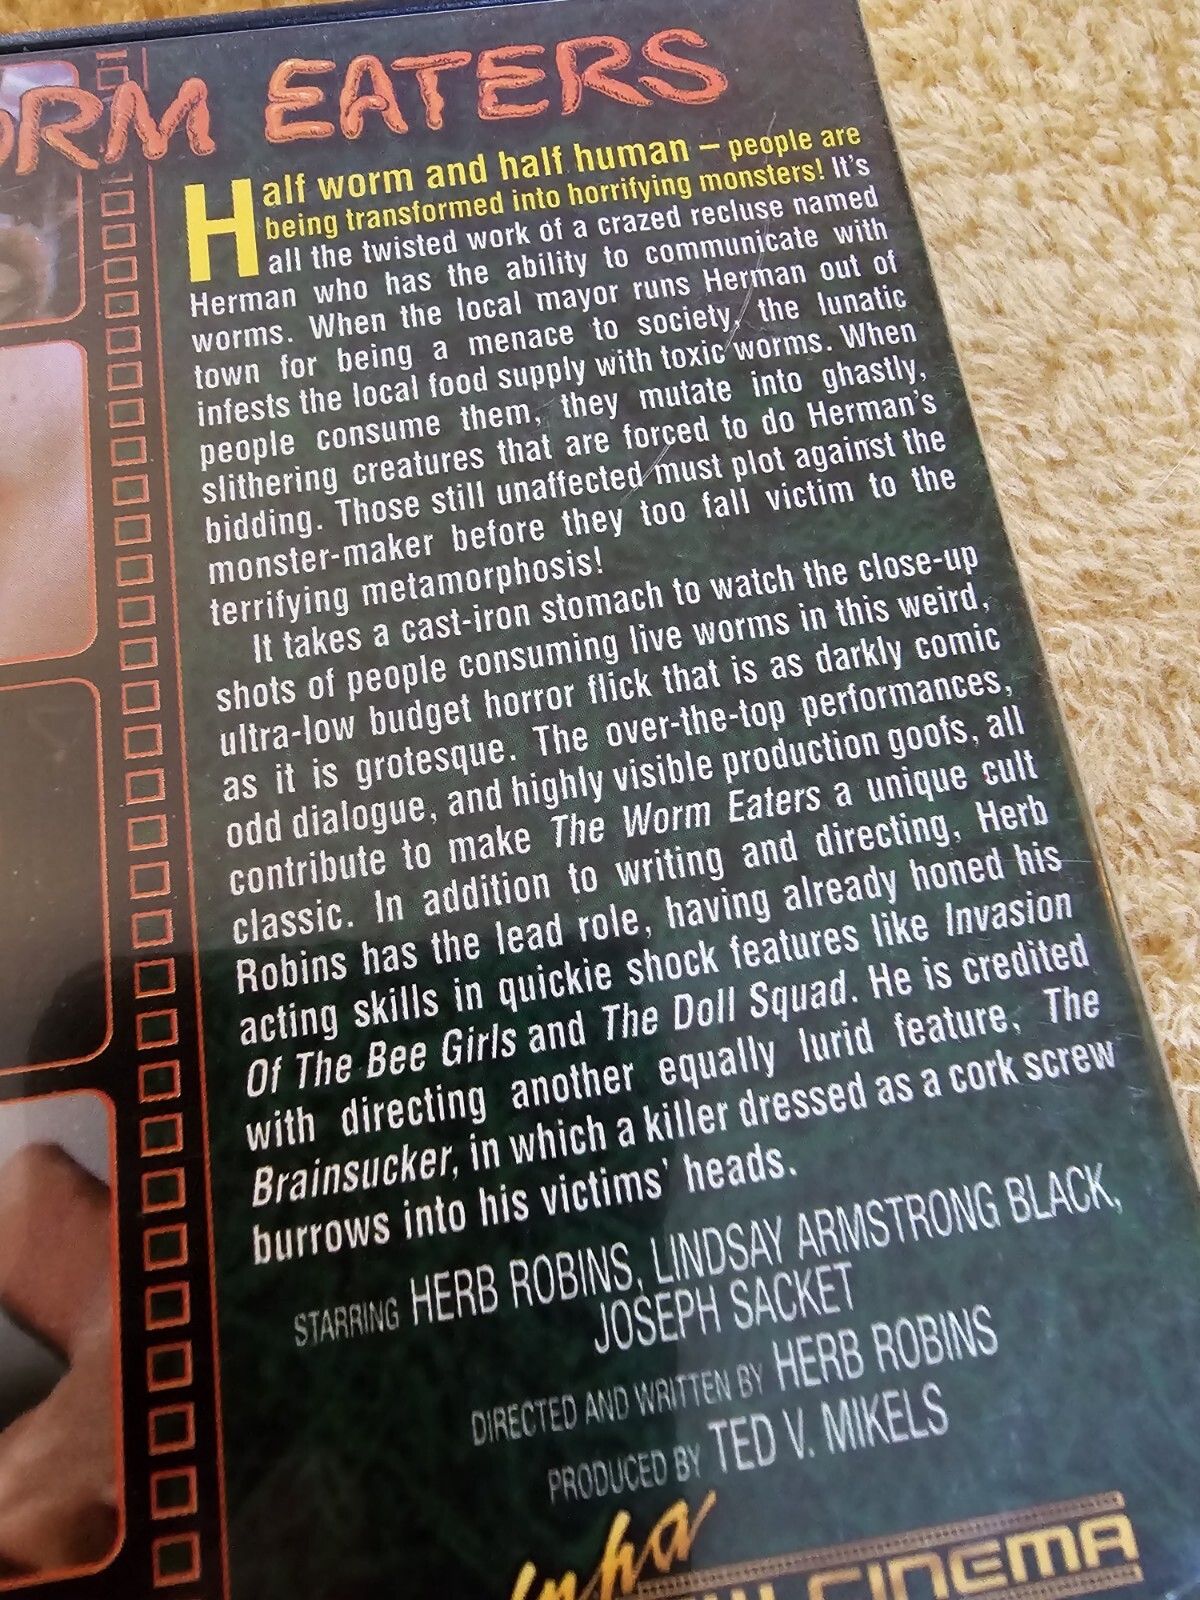 ORM EATERS
Half worm and half human – people are
being transformed into horrifying monsters! It's
all the twisted work of a crazed recluse named
Herman who has the ability to communicate with
worms. When the local mayor runs Herman out of
town for being a menace to society, the lunatic
infests the local food supply with toxic worms. When
people consume them, they mutate into ghastly,
slithering creatures that are forced to do Herman's
bidding. Those still unaffected must plot against the
monster-maker before they too fall victim to the
terrifying metamorphosis!
It takes a cast-iron stomach to watch the close-up
shots of people consuming live worms in this weird,
ultra-low budget horror flick that is as darkly comic
as it is grotesque. The over-the-top performances,
odd dialogue, and highly visible production goofs, all
contribute to make The Worm Eaters a unique cult
classic. In addition to writing and directing, Herb
Robins has the lead role, having already honed his
acting skills in quickie shock features like Invasion
Of The Bee Girls and The Doll Squad. He is credited
with directing another equally lurid feature, The
Brainsucker, in which a killer dressed as a cork screw
burrows into his victims' heads.
STARRING HERB ROBINS, LINDSAY ARMSTRONG BLACK,
JOSEPH SACKET
DIRECTED AND WRITTEN BY HERB ROBINS
PRODUCED BY TED V. MIKELS
CINEMA